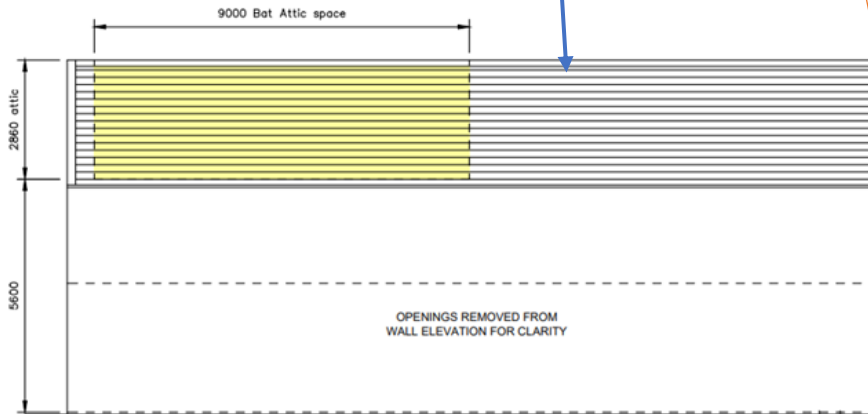 9000 Bat Attic space
2860 attic
5600
OPENINGS REMOVED FROM
WALL ELEVATION FOR CLARITY